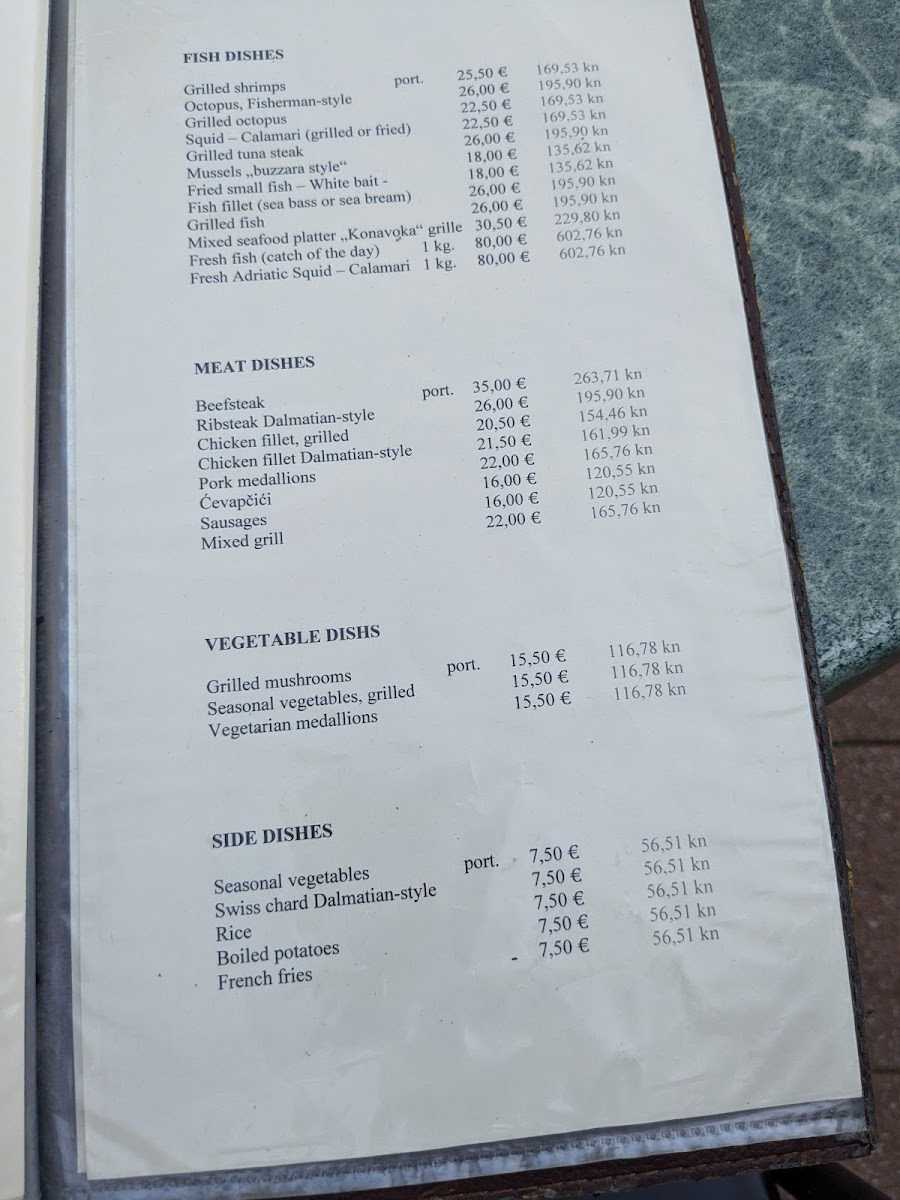 FISH DISHES
Grilled shrimps port. 25,50 € 169,53 kn
Octopus, Fisherman-style 26,00 € 195,90 kn
Grilled octopus 22,50 € 169,53 kn
Squid – Calamari (grilled or fried) 22,50 € 169,53 kn
Grilled tuna steak 26,00 € 195,90 kn
Mussels „buzzara style“ 18,00 € 135,62 kn
Fried small fish – White bait - 18,00 € 135,62 kn
Fish fillet (sea bass or sea bream) 26,00 € 195,90 kn
Grilled fish 26,00 € 195,90 kn
Mixed seafood platter „Konavoka“ grille 30,50 € 229,80 kn
Fresh fish (catch of the day) 1 kg. 80,00 € 602,76 kn
Fresh Adriatic Squid – Calamari 1 kg. 80,00 € 602,76 kn
MEAT DISHES
Beefsteak port. 35,00 € 263,71 kn
Ribsteak Dalmatian-style 26,00 € 195,90 kn
Chicken fillet, grilled 20,50 € 154,46 kn
Chicken fillet Dalmatian-style 21,50 € 161,99 kn
Pork medallions 22,00 € 165,76 kn
Ćevapčići 16,00 € 120,55 kn
Sausages 16,00 € 120,55 kn
Mixed grill 22,00 € 165,76 kn
VEGETABLE DISHS
Grilled mushrooms port. 15,50 € 116,78 kn
Seasonal vegetables, grilled 15,50 € 116,78 kn
Vegetarian medallions 15,50 € 116,78 kn
SIDE DISHES
Seasonal vegetables port. 7,50 € 56,51 kn
Swiss chard Dalmatian-style 7,50 € 56,51 kn
Rice 7,50 € 56,51 kn
Boiled potatoes 7,50 € 56,51 kn
French fries 7,50 € 56,51 kn